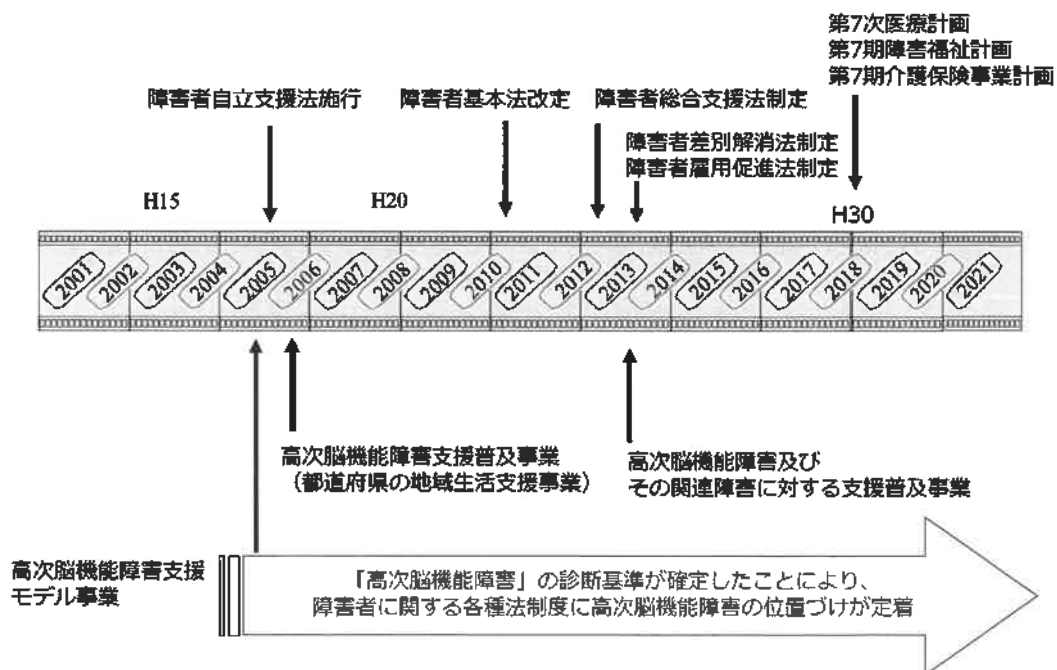 第7次医療計画
第7期障害福祉計画
第7期介護保険事業計画
障害者自立支援法施行
障害者基本法改定
障害者総合支援法制定
障害者差別解消法制定
障害者雇用促進法制定
H15
H20
H30
2001
2002
2003
2004
2005
2006
2007
2008
2009
2010
2011
2012
2013
2014
2015
2016
2017
2018
2019
2020
2021
高次脳機能障害支援普及事業
(都道府県の地域生活支援事業)
高次脳機能障害及び
その関連障害に対する支援普及事業
高次脳機能障害支援
モデル事業
「高次脳機能障害」の診断基準が確定したことにより、
障害者に関する各種法制度に高次脳機能障害の位置づけが定着